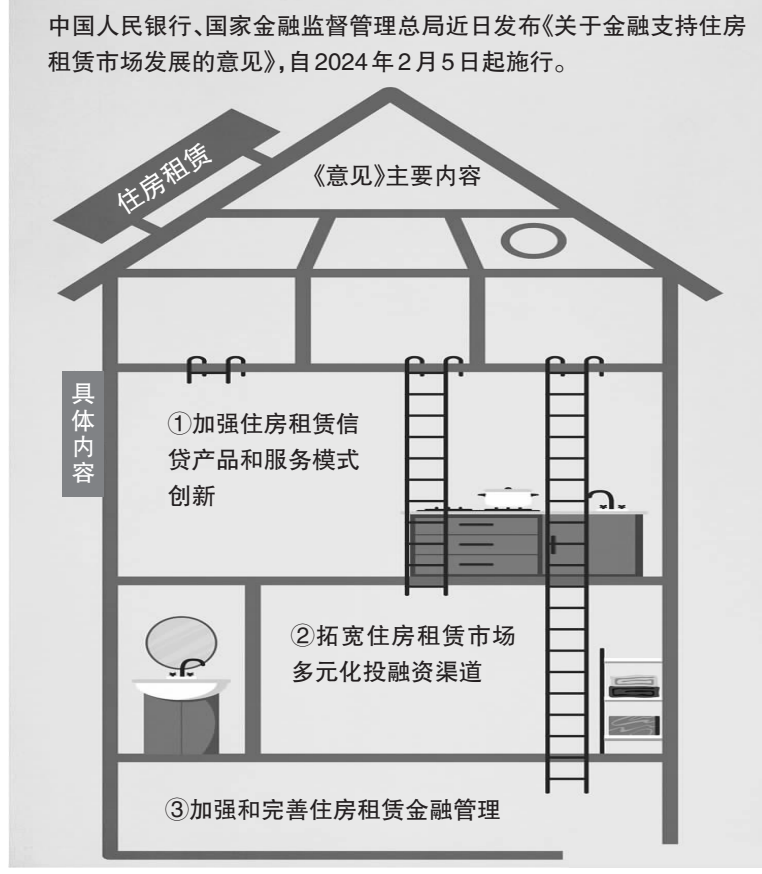 中国人民银行、国家金融监督管理总局近日发布《关于金融支持住房
租赁市场发展的意见》，自2024年2月5日起施行。
住房租赁
《意见》主要内容
具体内容
①加强住房租赁信
贷产品和服务模式
创新
②拓宽住房租赁市场
多元化投融资渠道
③加强和完善住房租赁金融管理